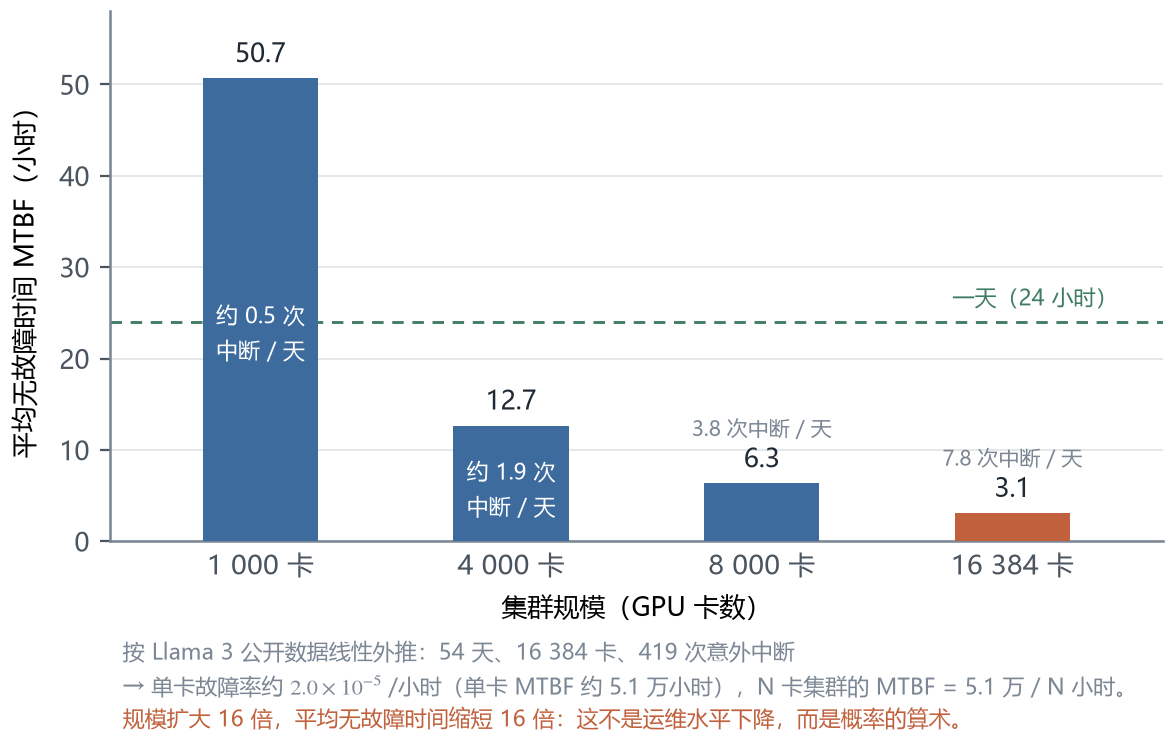 平均无故障时间 MTBF（小时）
50
40
30
20
10
0
50.7
约 0.5 次
中断 / 天
12.7
约 1.9 次
中断 / 天
3.8 次中断 / 天
6.3
一天（24 小时）
7.8 次中断 / 天
3.1
1 000 卡
4 000 卡
8 000 卡
16 384 卡
集群规模（GPU 卡数）
按 Llama 3 公开数据线性外推：54 天、16 384 卡、419 次意外中断
→ 单卡故障率约 2.0 × 10⁻⁵ /小时（单卡 MTBF 约 5.1 万小时），N 卡集群的 MTBF = 5.1 万 / N 小时。
规模扩大 16 倍，平均无故障时间缩短 16 倍：这不是运维水平下降，而是概率的算术。